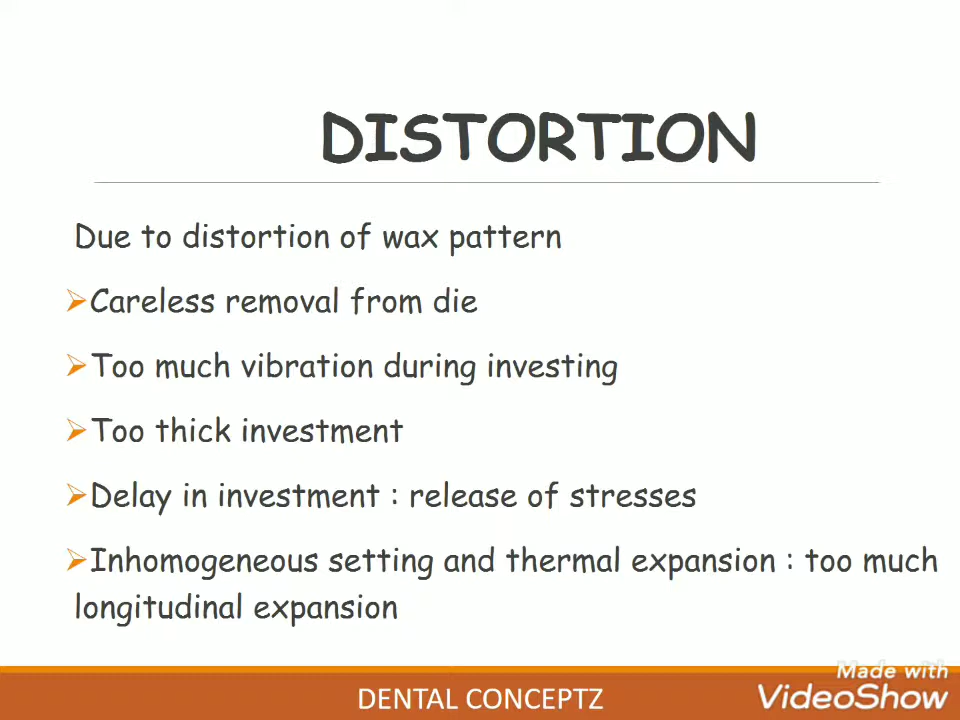 DISTORTION
Due to distortion of wax pattern
➢Careless removal from die
➢Too much vibration during investing
➢Too thick investment
➢Delay in investment : release of stresses
➢Inhomogeneous setting and thermal expansion : too much
longitudinal expansion
DENTAL CONCEPTZ
Made with
VideoShow